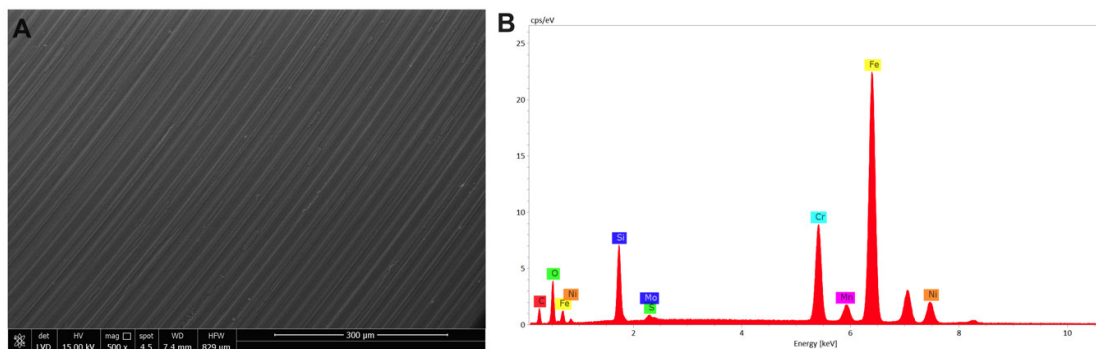 A
det HV mag □ spot WD HFW
LVD 15.00 kV 500 x 4.5 7.4 mm 829 µm
300 µm
B
cps/eV
25
20
15
10
5
0
C
O
Fe
Ni
Si
Mo
S
Cr
Mn
Fe
Ni
2 4 6 8 10
Energy [keV]